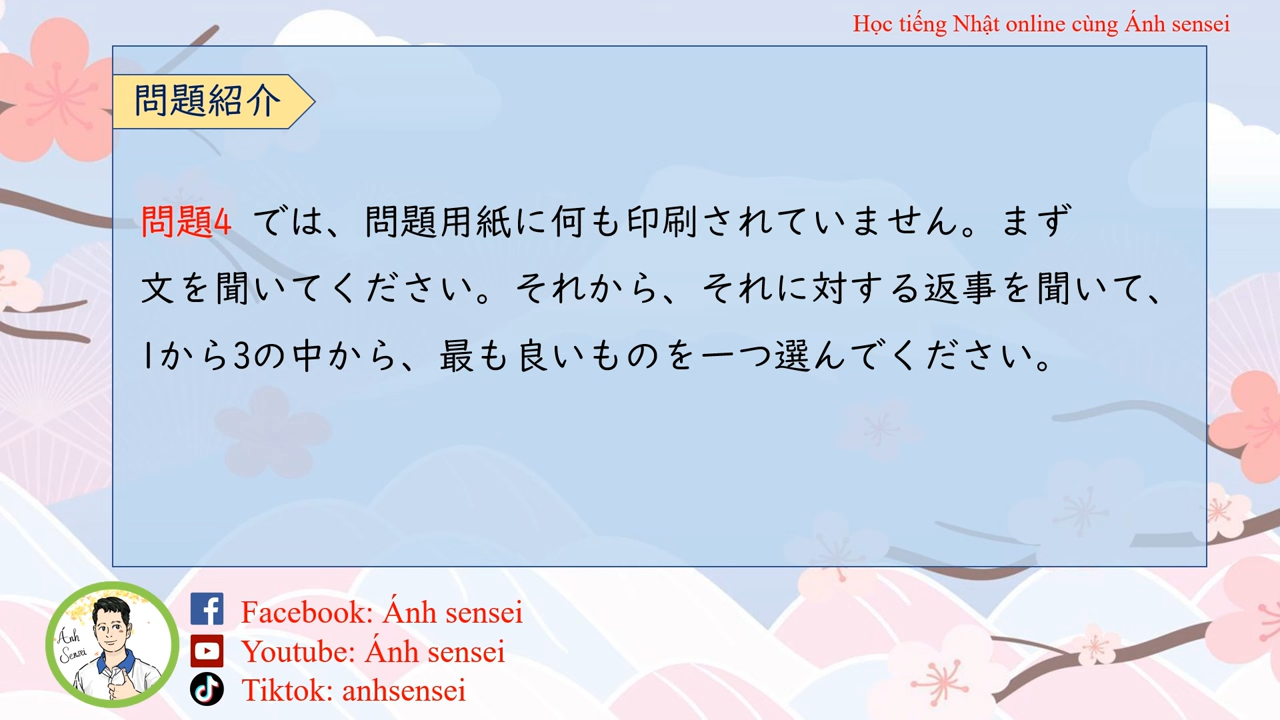 Học tiếng Nhật online cùng Ánh sensei
問題紹介
問題4 では、問題用紙に何も印刷されていません。まず
文を聞いてください。それから、それに対する返事を聞いて、
1から3の中から、最も良いものを一つ選んでください。
Ánh
Sensei
Facebook: Ánh sensei
Youtube: Ánh sensei
Tiktok: anhsensei